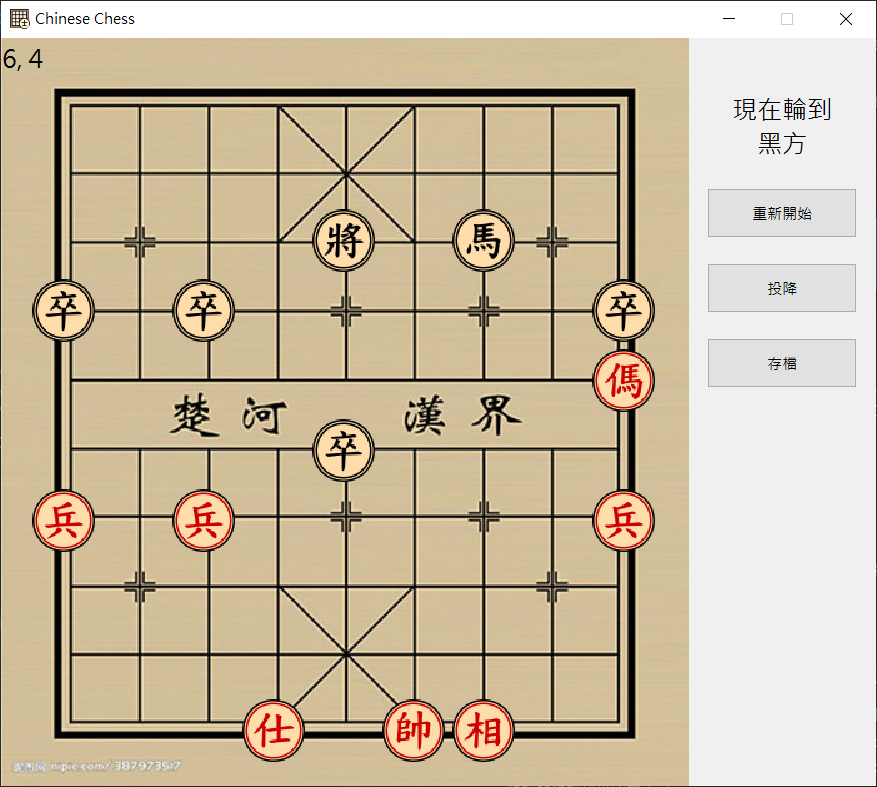 Chinese Chess
6, 4
現在輪到
黑方
重新開始
投降
存檔
將 馬
卒 卒 卒
傌
楚河 漢界
卒
兵 兵 兵
仕 帥 相
昵图网 nipic.com/387973517